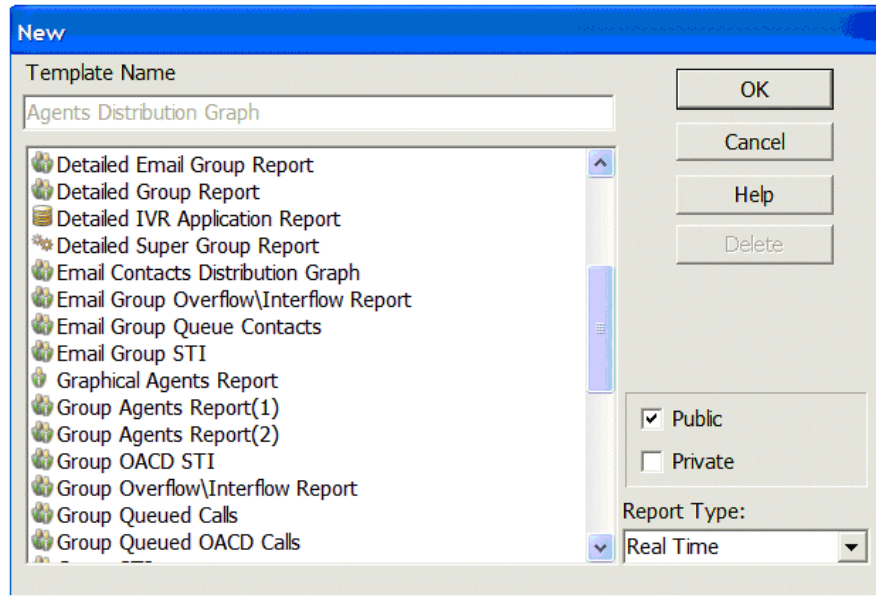 New
Template Name
Agents Distribution Graph
OK
Cancel
Help
Delete
Detailed Email Group Report
Detailed Group Report
Detailed IVR Application Report
Detailed Super Group Report
Email Contacts Distribution Graph
Email Group Overflow\Interflow Report
Email Group Queue Contacts
Email Group STI
Graphical Agents Report
Group Agents Report(1)
Group Agents Report(2)
Group OACD STI
Group Overflow\Interflow Report
Group Queued Calls
Group Queued OACD Calls
Public
Private
Report Type:
Real Time